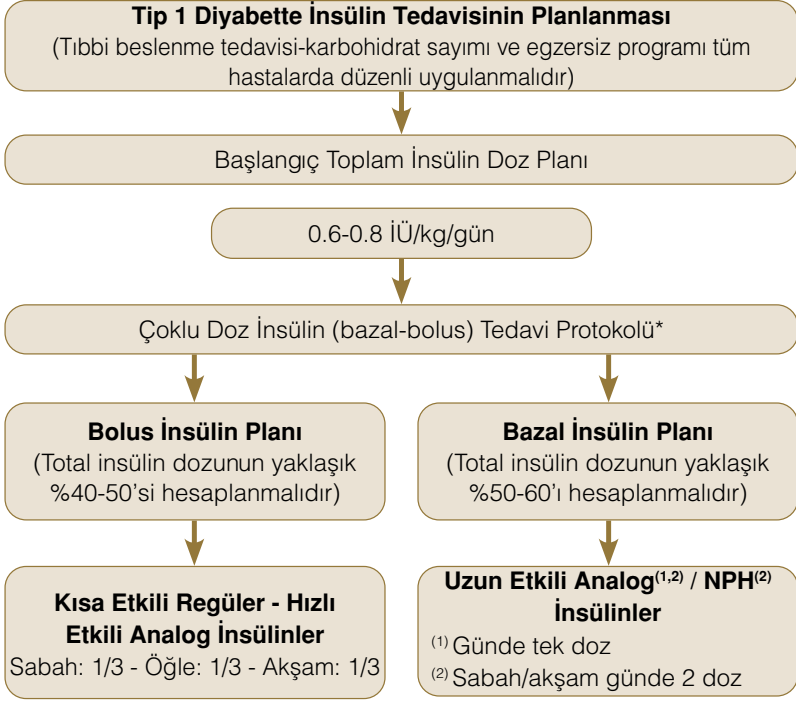 Tip 1 Diyabette İnsülin Tedavisinin Planlanması
(Tıbbi beslenme tedavisi-karbohidrat sayımı ve egzersiz programı tüm
hastalarda düzenli uygulanmalıdır)
Başlangıç Toplam İnsülin Doz Planı
0.6-0.8 İÜ/kg/gün
Çoklu Doz İnsülin (bazal-bolus) Tedavi Protokolü*
Bolus İnsülin Planı
(Total insülin dozunun yaklaşık
%40-50’si hesaplanmalıdır)
Bazal İnsülin Planı
(Total insülin dozunun yaklaşık
%50-60’ı hesaplanmalıdır)
Kısa Etkili Regüler - Hızlı
Etkili Analog İnsülinler
Sabah: 1/3 - Öğle: 1/3 - Akşam: 1/3
Uzun Etkili Analog(1,2) / NPH(2)
İnsülinler
(1) Günde tek doz
(2) Sabah/akşam günde 2 doz